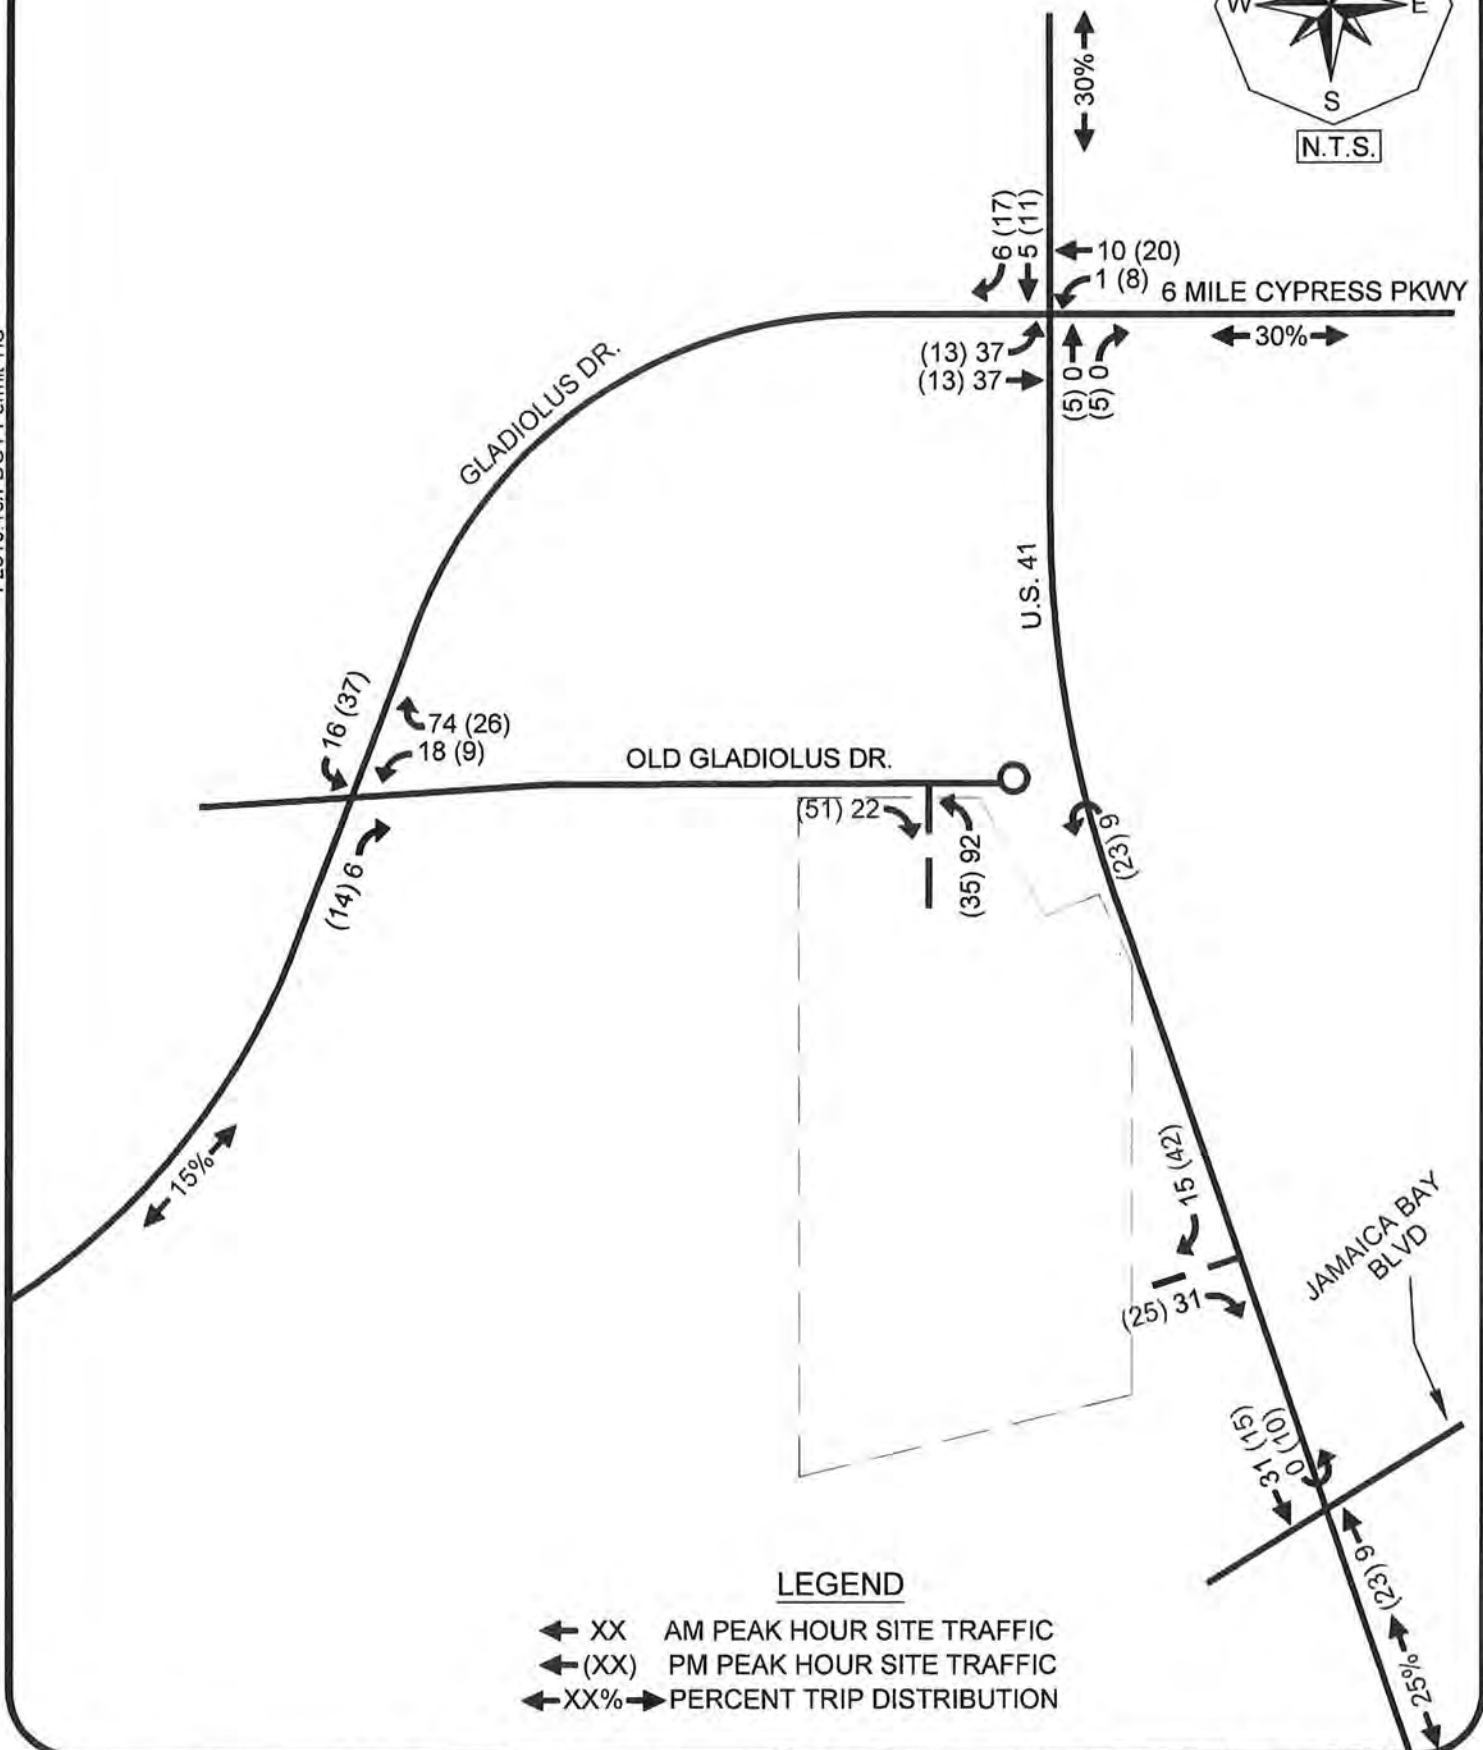 W E
S
N.T.S.
30%
6 (17)
5 (11)
10 (20)
1 (8)
6 MILE CYPRESS PKWY
30%
(13) 37
(13) 37
(5) 0
(5) 0
GLADIOLUS DR.
U.S. 41
16 (37)
74 (26)
18 (9)
OLD GLADIOLUS DR.
(51) 22
(35) 92
(23) 9
(14) 6
15%
15 (42)
(25) 31
JAMAICA BAY
BLVD
31 (15)
0 (10)
(23) 9
25%
LEGEND
XX AM PEAK HOUR SITE TRAFFIC
(XX) PM PEAK HOUR SITE TRAFFIC
XX% PERCENT TRIP DISTRIBUTION